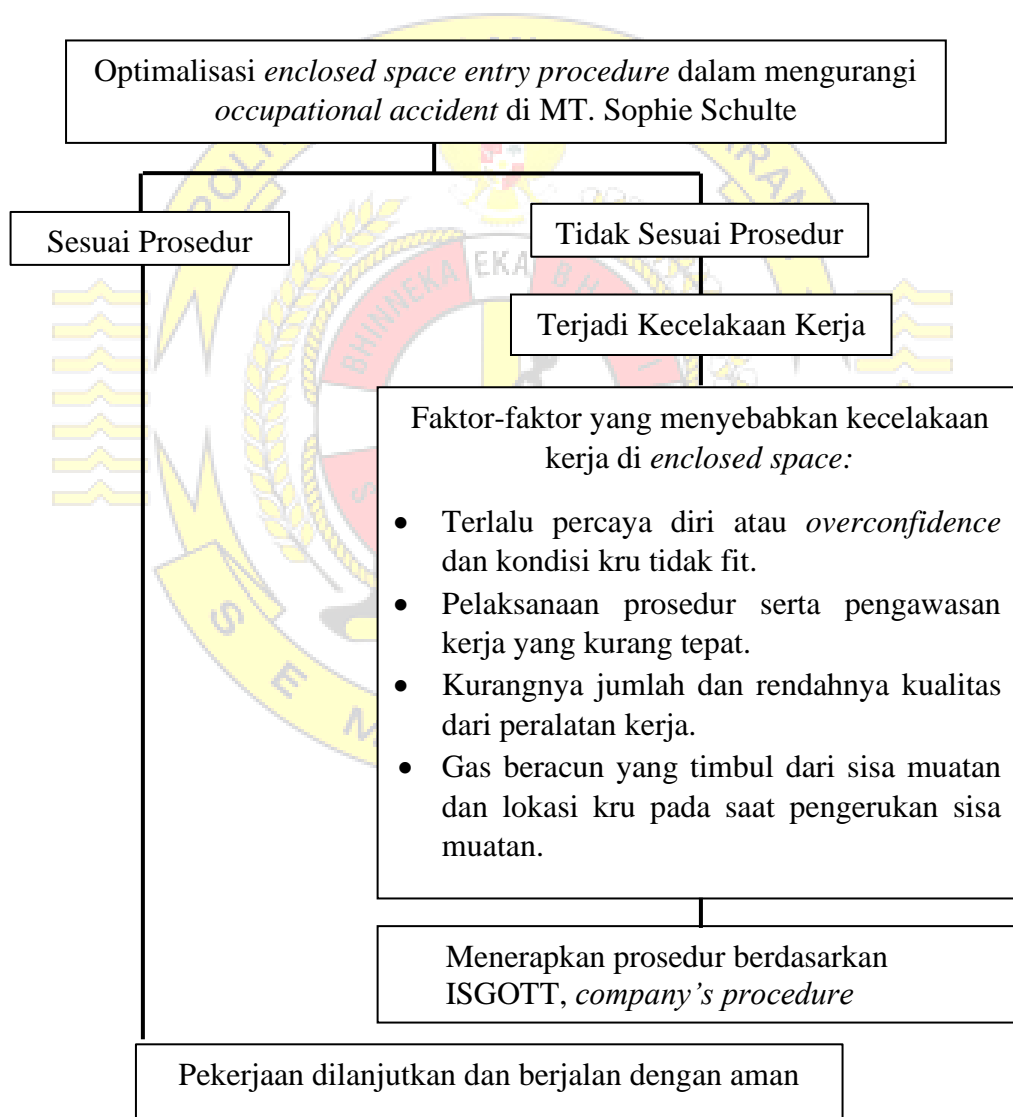 Optimalisasi enclosed space entry procedure dalam mengurangi
occupational accident di MT. Sophie Schulte
Sesuai Prosedur
Tidak Sesuai Prosedur
Terjadi Kecelakaan Kerja
Faktor-faktor yang menyebabkan kecelakaan
kerja di enclosed space:
• Terlalu percaya diri atau overconfidence
dan kondisi kru tidak fit.
• Pelaksanaan prosedur serta pengawasan
kerja yang kurang tepat.
• Kurangnya jumlah dan rendahnya kualitas
dari peralatan kerja.
• Gas beracun yang timbul dari sisa muatan
dan lokasi kru pada saat pengerukan sisa
muatan.
Menerapkan prosedur berdasarkan
ISGOTT, company’s procedure
Pekerjaan dilanjutkan dan berjalan dengan aman
BHINNEKA EKA